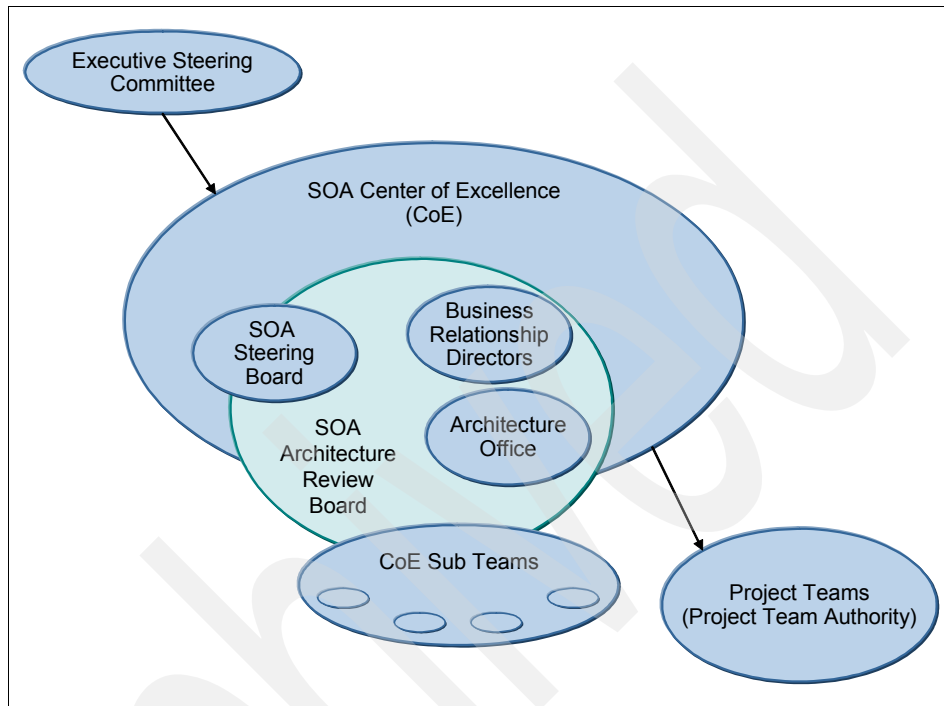 Executive Steering
Committee
SOA Center of Excellence
(CoE)
SOA
Steering
Board
Business
Relationship
Directors
SOA
Architecture
Review
Board
Architecture
Office
CoE Sub Teams
Project Teams
(Project Team Authority)